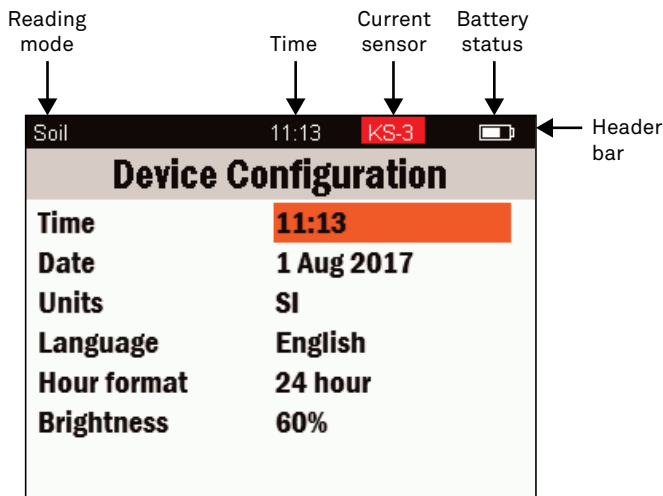 Reading mode
Time
Current sensor
Battery status
Soil 11:13 KS-3
Header bar
Device Configuration
Time 11:13
Date 1 Aug 2017
Units SI
Language English
Hour format 24 hour
Brightness 60%